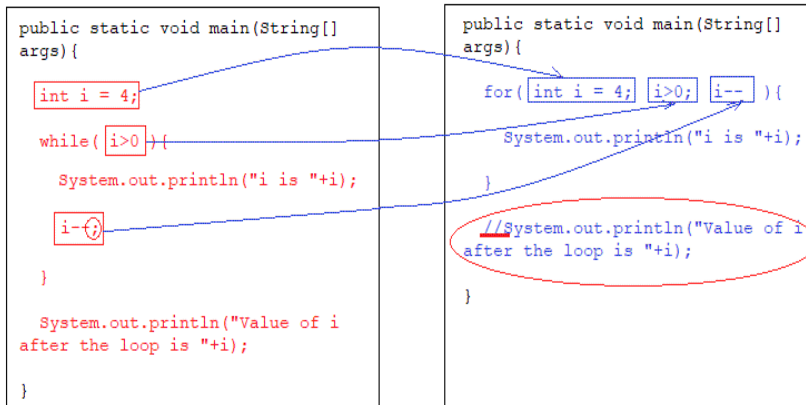 public static void main(String[]
args){
int i = 4;
while( i>0 ){
System.out.println("i is "+i);
i--;
}
System.out.println("Value of i
after the loop is "+i);
}
public static void main(String[]
args){
for( int i = 4; i>0; i-- ){
System.out.println("i is "+i);
}
//System.out.println("Value of i
after the loop is "+i);
}